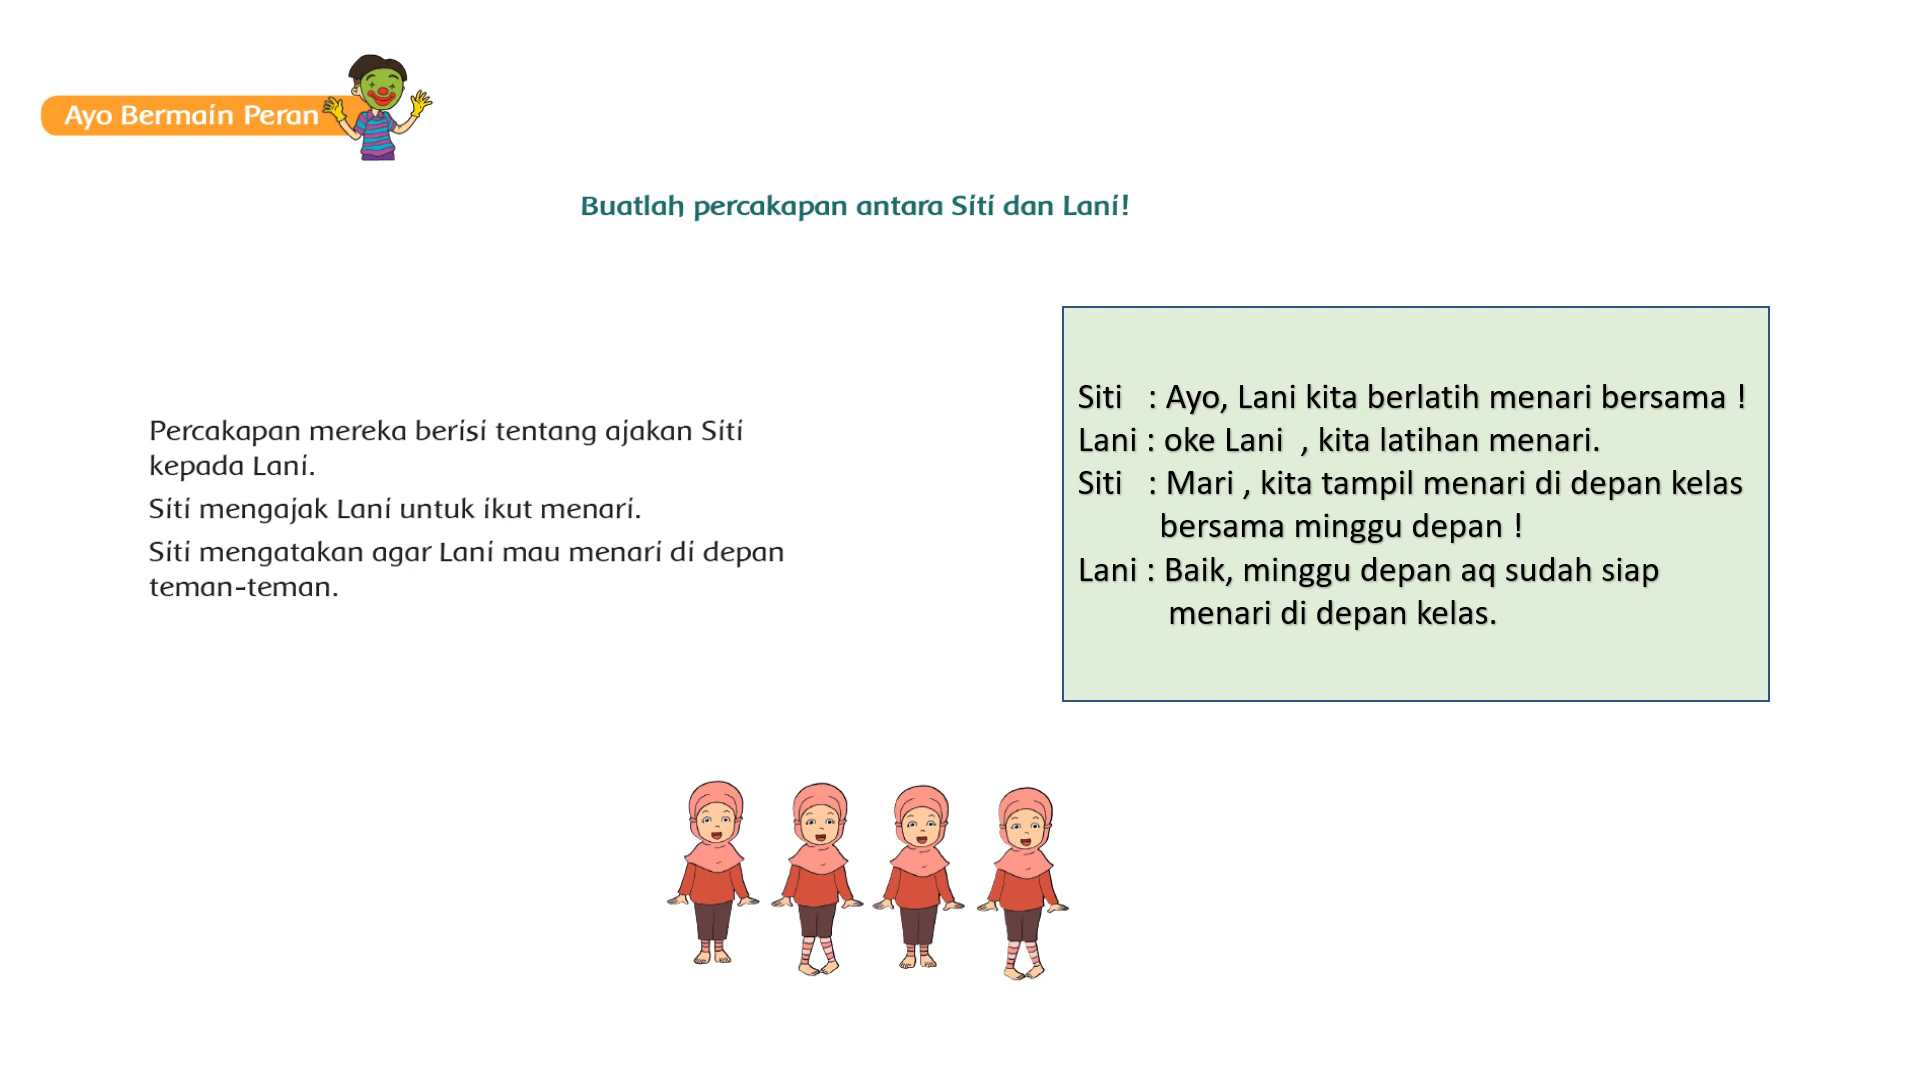 Ayo Bermain Peran
Buatlah percakapan antara Siti dan Lani!
Percakapan mereka berisi tentang ajakan Siti
kepada Lani.
Siti mengajak Lani untuk ikut menari.
Siti mengatakan agar Lani mau menari di depan
teman-teman.
Siti : Ayo, Lani kita berlatih menari bersama !
Lani : oke Lani , kita latihan menari.
Siti : Mari , kita tampil menari di depan kelas
bersama minggu depan !
Lani : Baik, minggu depan aq sudah siap
menari di depan kelas.